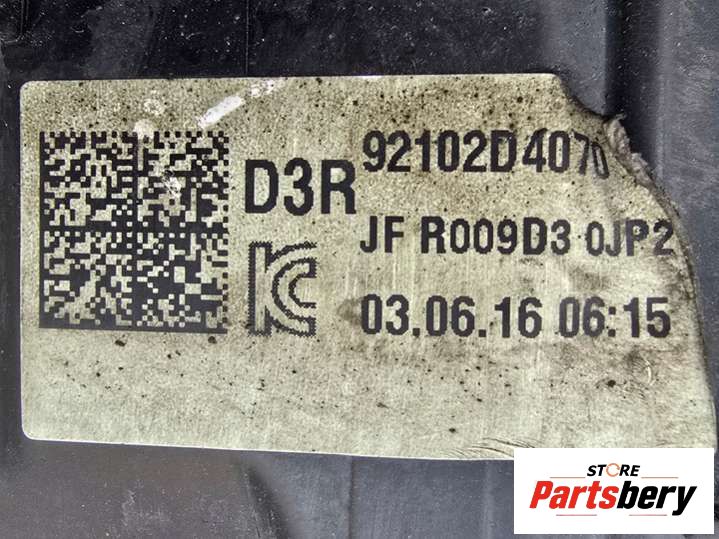 92102D4070
D3R
JF R009D3 0JP2
03.06.16 06:15
STORE
Partsbery